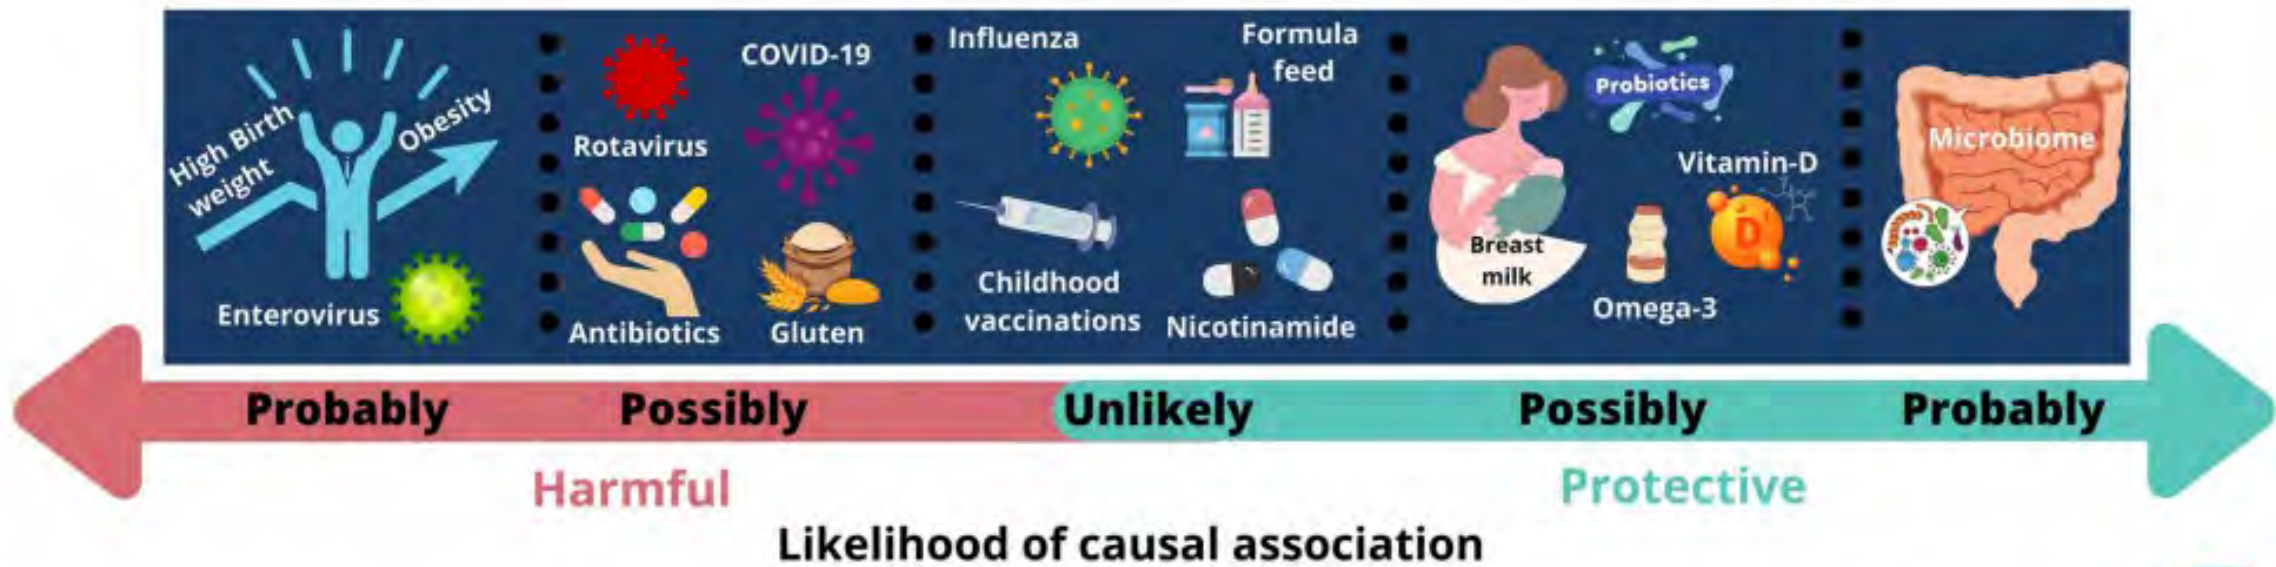 High Birth
weight
Obesity
Enterovirus
Rotavirus
COVID-19
Antibiotics
Gluten
Influenza
Formula
feed
Childhood
vaccinations
Nicotinamide
Breast
milk
Probiotics
Vitamin-D
D
Omega-3
Microbiome
Probably
Possibly
Unlikely
Possibly
Probably
Harmful
Protective
Likelihood of causal association